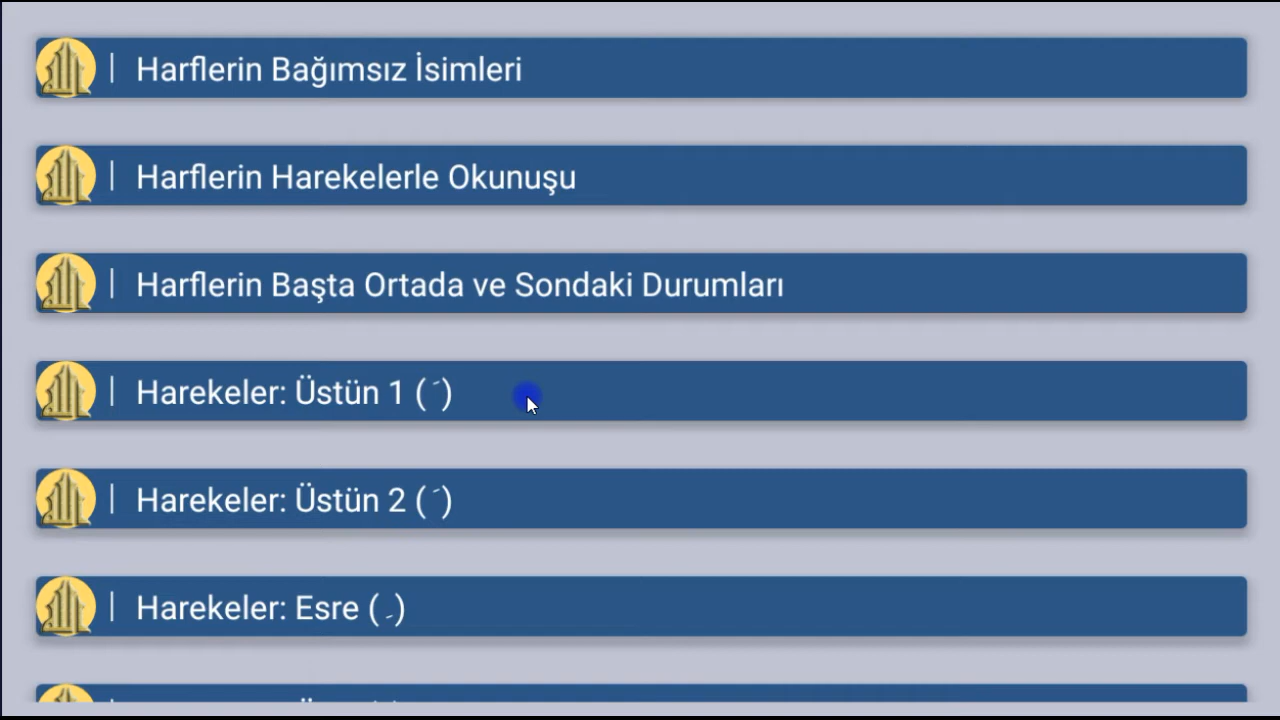 | Harflerin Bağımsız İsimleri
| Harflerin Harekelerle Okunuşu
| Harflerin Başta Ortada ve Sondaki Durumları
| Harekeler: Üstün 1 ( َ )
| Harekeler: Üstün 2 ( َ )
| Harekeler: Esre ( ِ )